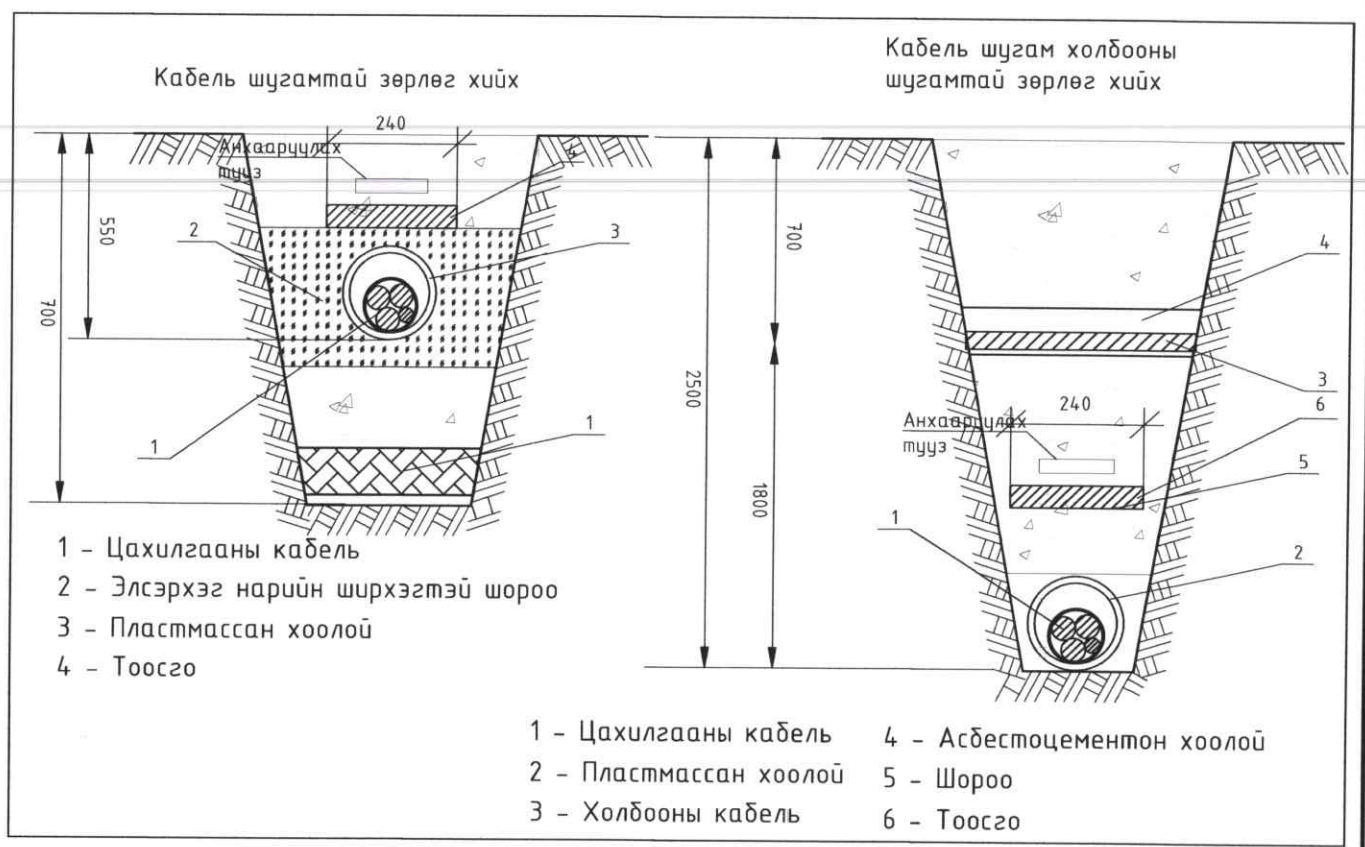 Кабель шугамтай зөрлөг хийх
240
Анхааруулах
тууз
4
550
700
2
3
1
1
1 - Цахилгааны кабель
2 - Элсэрхэг нарийн ширхэгтэй шороо
3 - Пластмассан хоолой
4 - Тоосго
Кабель шугам холбооны
шугамтай зөрлөг хийх
700
2500
1800
4
3
240
6
Анхааруулах
тууз
5
1
2
1 - Цахилгааны кабель
2 - Пластмассан хоолой
3 - Холбооны кабель
4 - Асбестоцементон хоолой
5 - Шороо
6 - Тоосго